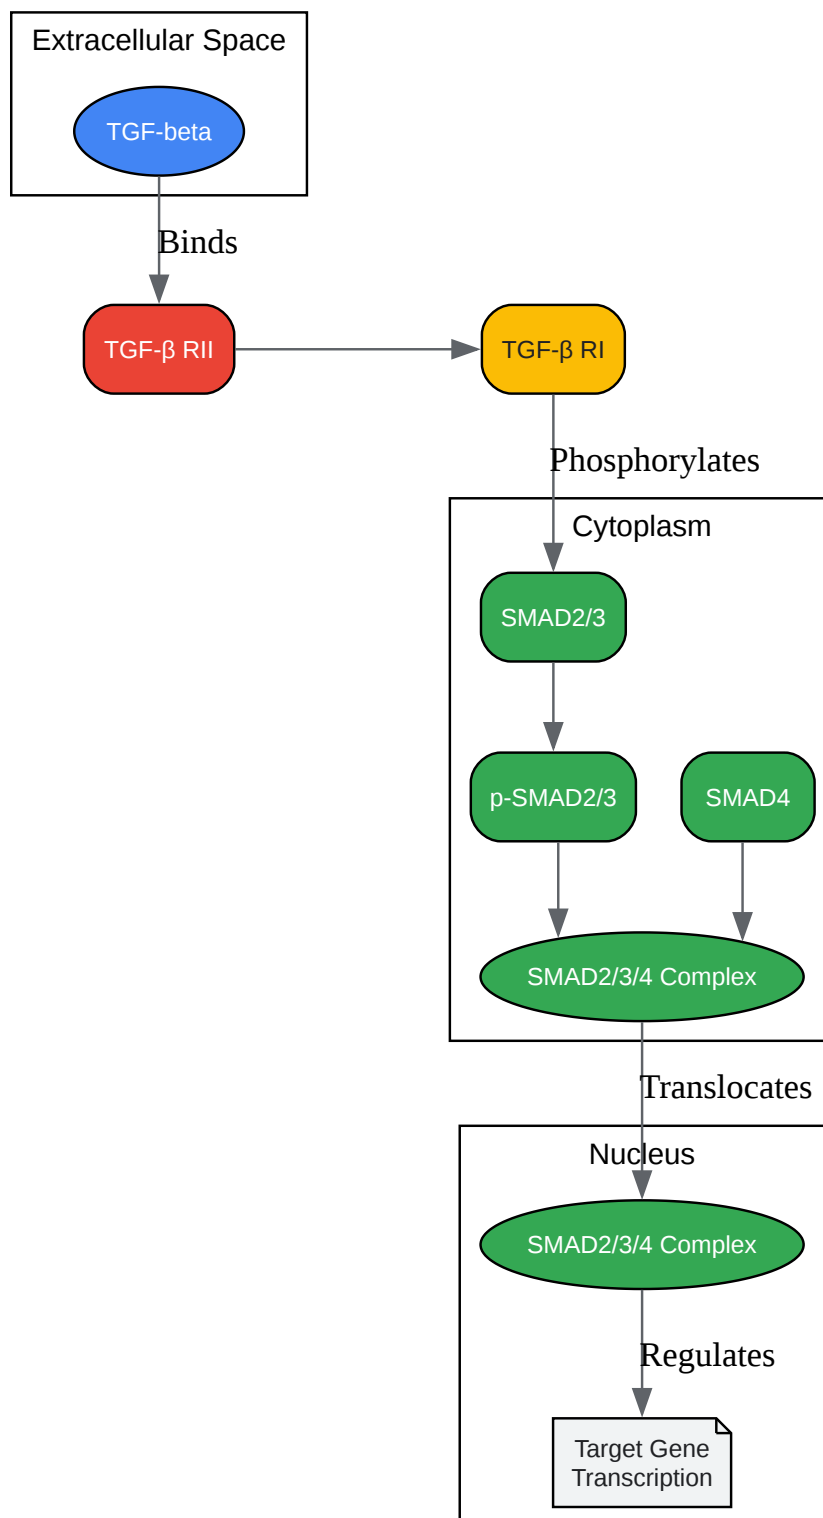 Extracellular Space
TGF-beta
Binds
TGF-β RII
TGF-β RI
Phosphorylates
Cytoplasm
SMAD2/3
p-SMAD2/3
SMAD4
SMAD2/3/4 Complex
Translocates
Nucleus
SMAD2/3/4 Complex
Regulates
Target Gene
Transcription